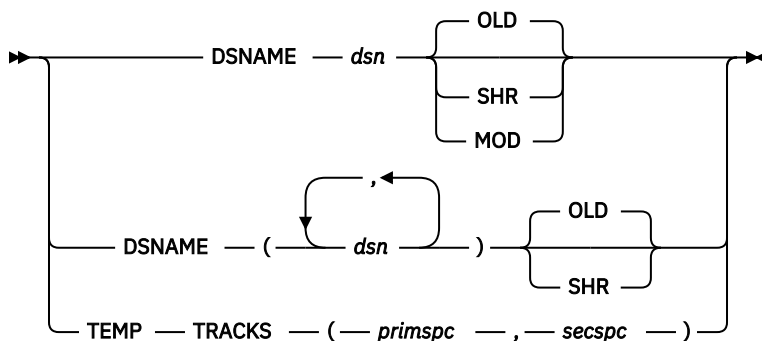 OLD
DSNAME dsn
SHR
MOD
,
OLD
DSNAME ( dsn )
SHR
TEMP TRACKS ( primspc , secspc )